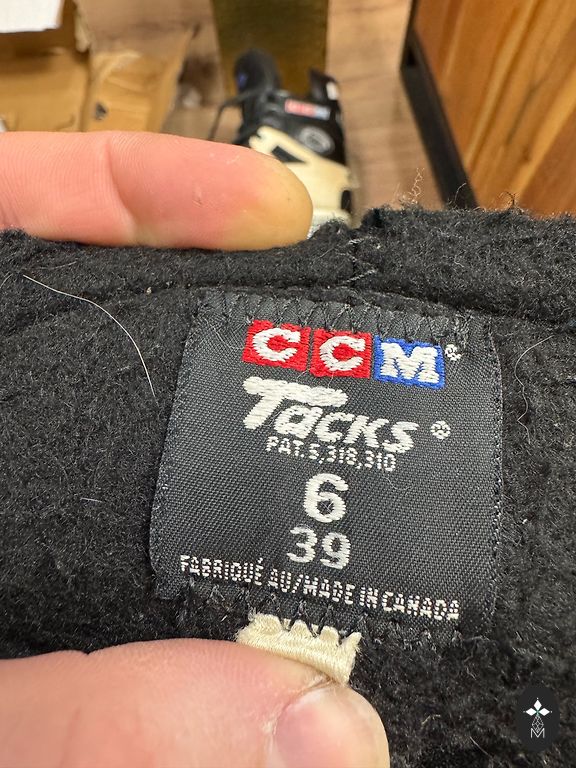 CCM®
Tacks®
PAT.5,318,310
6
39
FABRIQUÉ AU/MADE IN CANADA
M